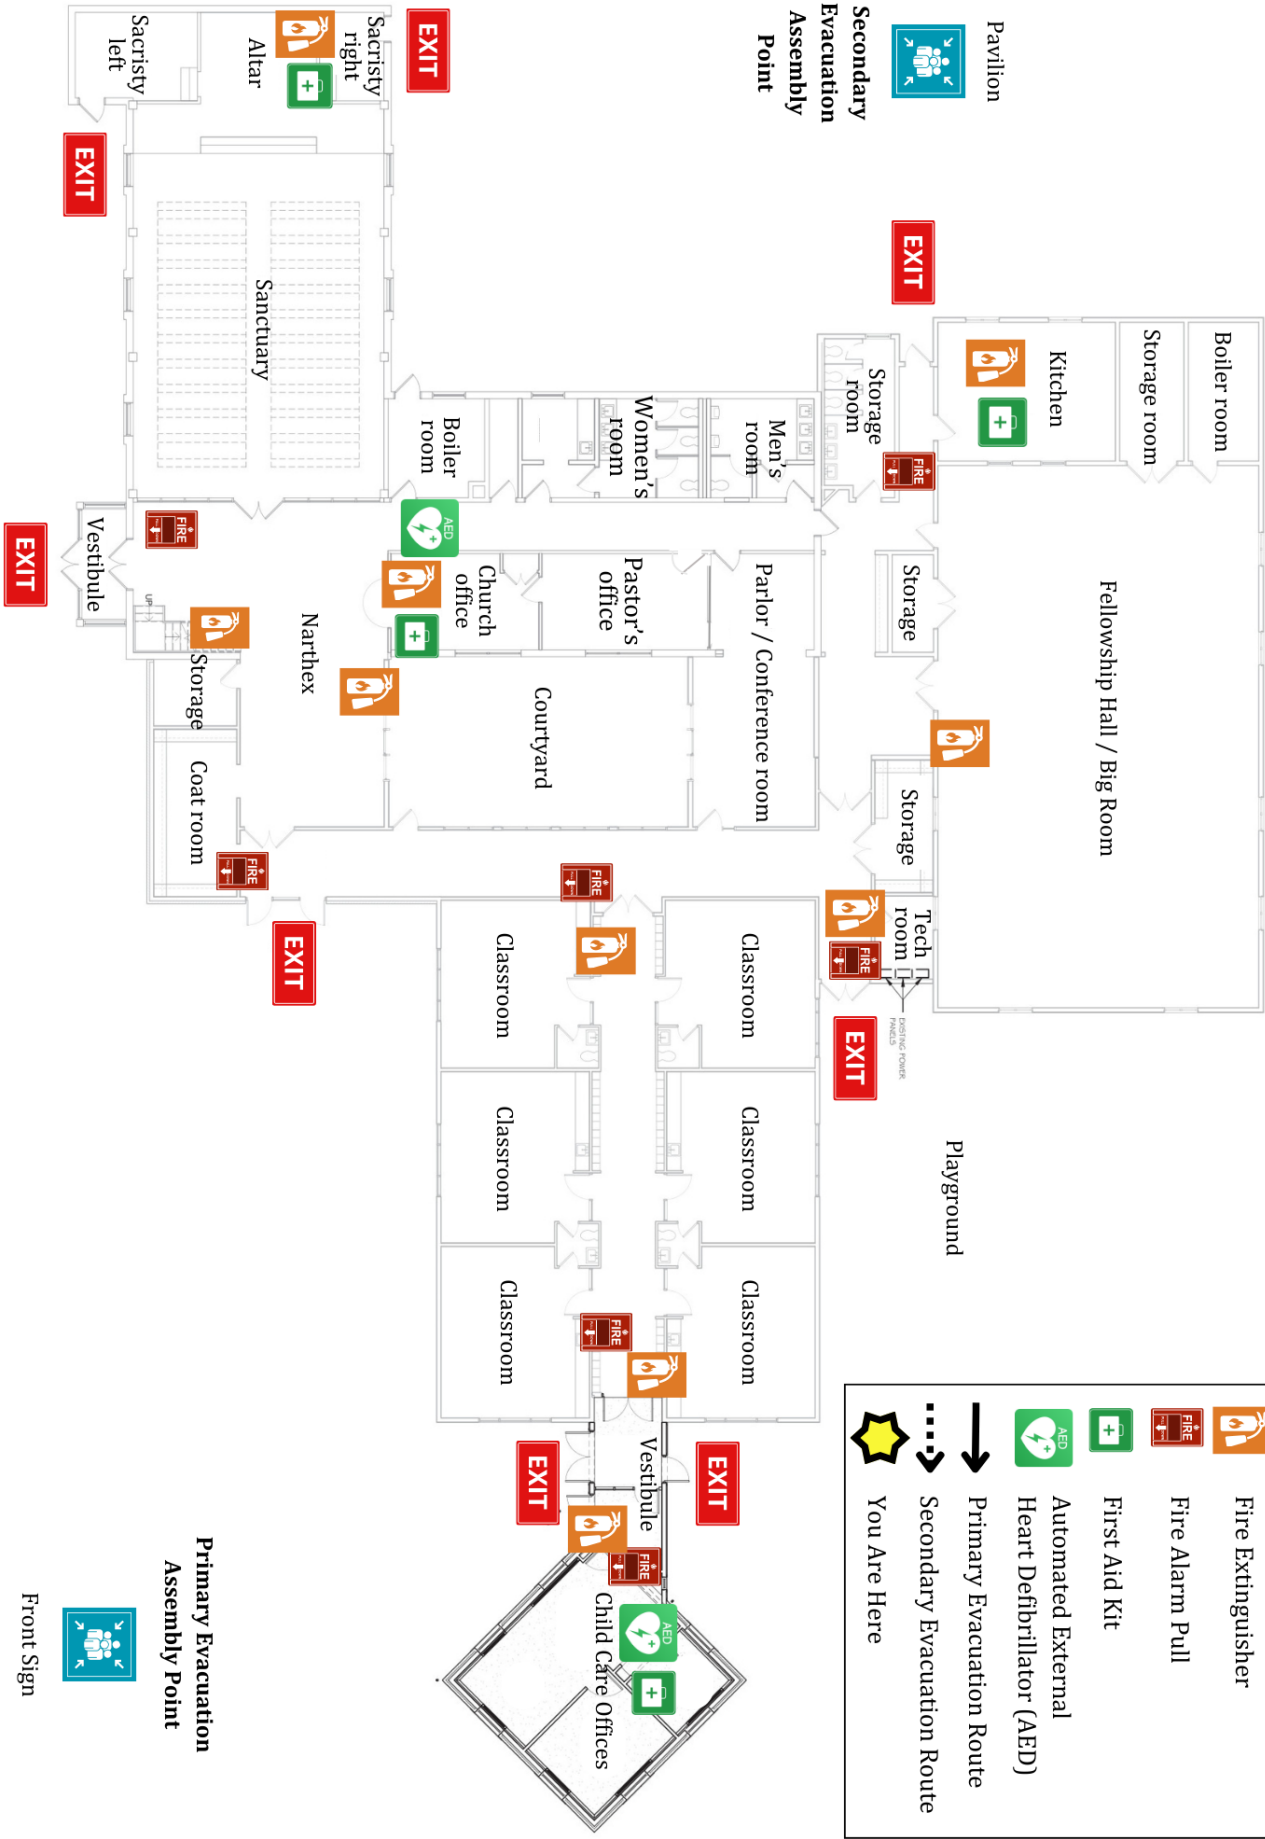 Pavilion
Secondary
Evacuation
Assembly
Point
EXIT
Sacristy
right
Altar
Sacristy
left
EXIT
EXIT
Boiler room
Storage room
Kitchen
Storage
room
FIRE
Sanctuary
Men's
room
Women's
room
Boiler
room
AED
FIRE
Vestibule
EXIT
UP
Fellowship Hall / Big Room
Storage
Parlor / Conference room
Pastor's
office
Church
office
Narthex
Storage
Courtyard
Coat room
FIRE
EXIT
Storage
Tech
room
FIRE
EXISTING POWER
PANELS
EXIT
FIRE
Classroom
Classroom
Classroom
Classroom
Classroom
Classroom
Playground
FIRE
EXIT
Vestibule
EXIT
FIRE
AED
Child Care Offices
Fire Extinguisher
FIRE
Fire Alarm Pull
First Aid Kit
AED
Automated External
Heart Defibrillator (AED)
Primary Evacuation Route
Secondary Evacuation Route
You Are Here
Primary Evacuation
Assembly Point
Front Sign